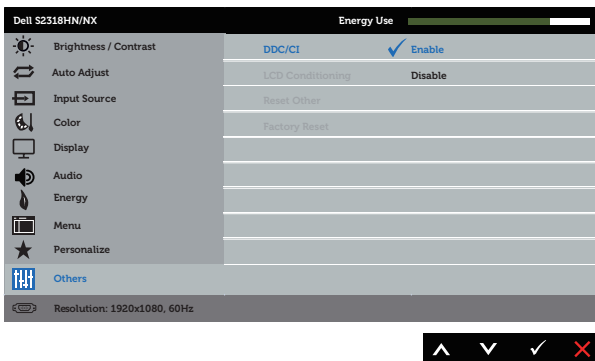 Dell S2318HN/NX Energy Use
Brightness / Contrast DDC/CI Enable
Auto Adjust LCD Conditioning Disable
Input Source Reset Other
Color Factory Reset
Display
Audio
Energy
Menu
Personalize
Others
Resolution: 1920x1080, 60Hz